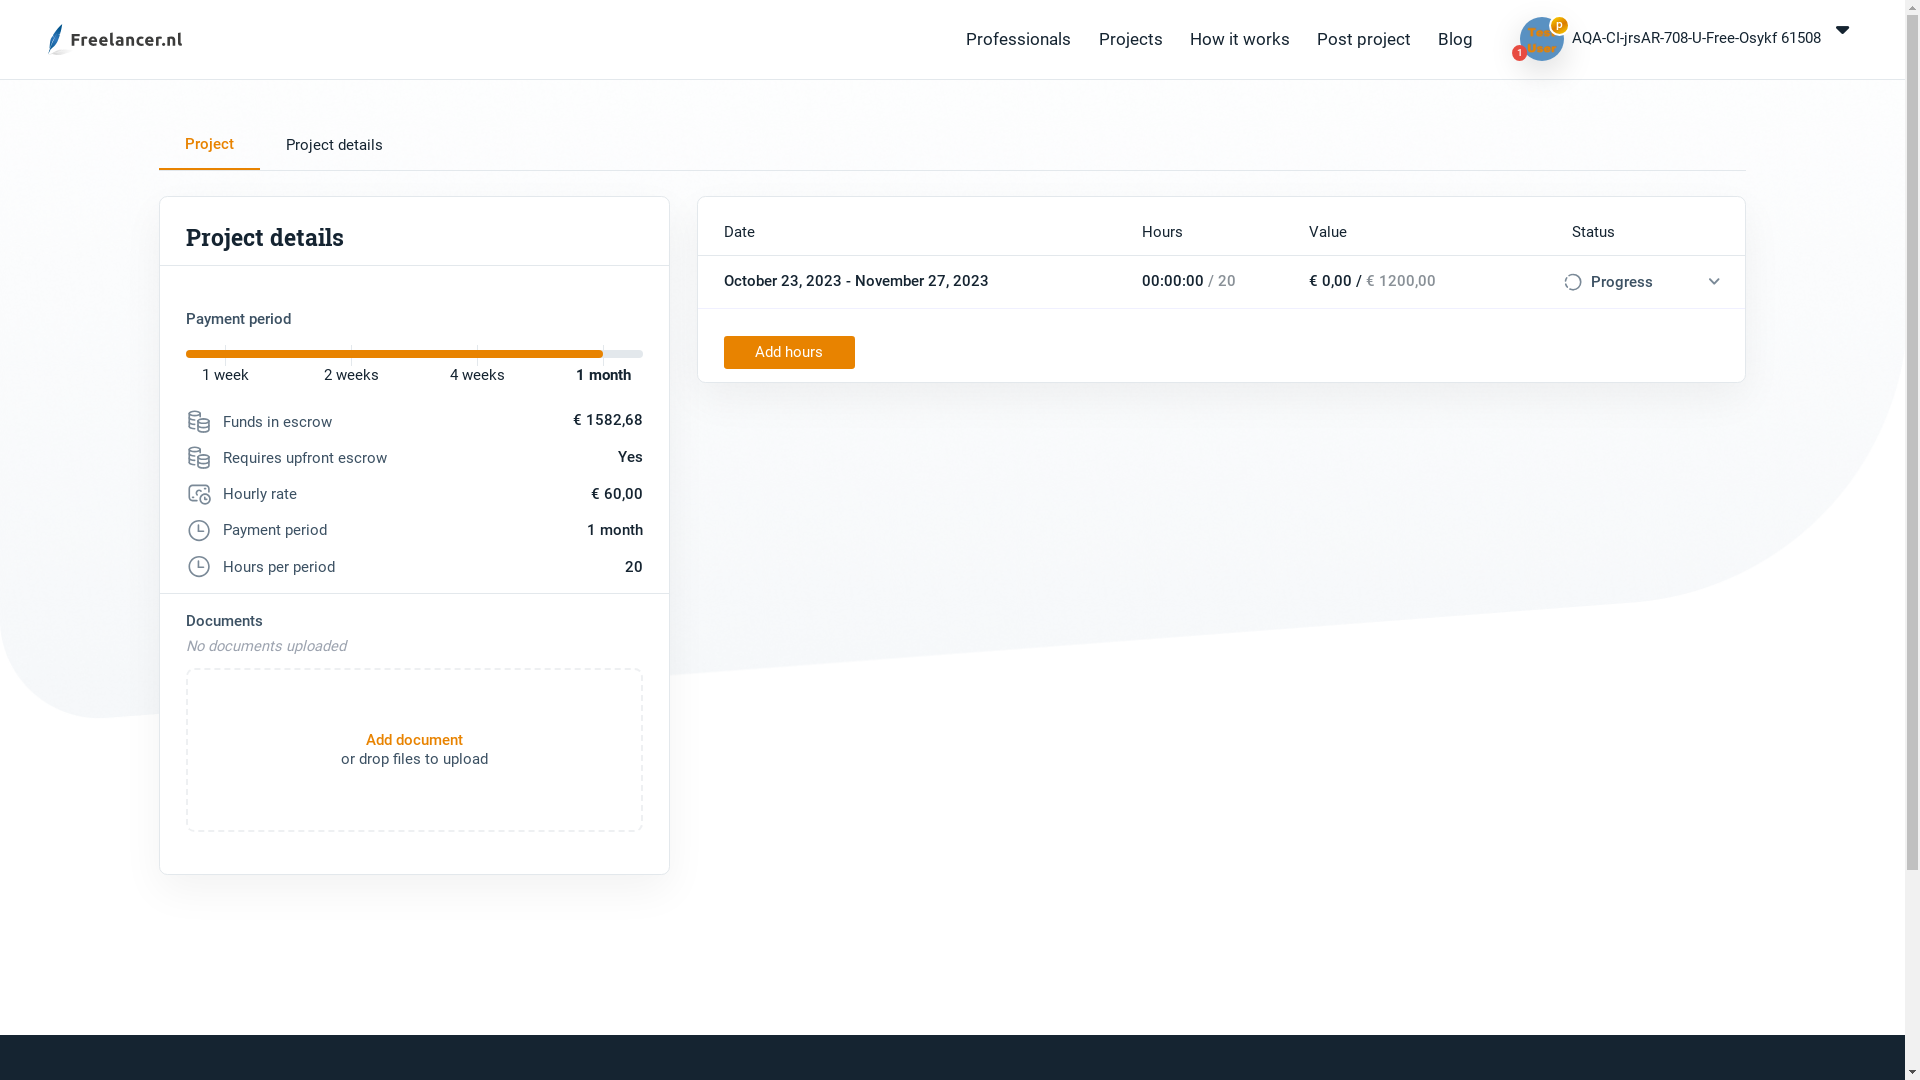 Freelancer.nl
Professionals
Projects
How it works
Post project
Blog
Test
User
p
1
AQA-CI-jrsAR-708-U-Free-Osykf 61508
Project
Project details
Project details
Payment period
1 week
2 weeks
4 weeks
1 month
Funds in escrow
€ 1582,68
Requires upfront escrow
Yes
Hourly rate
€ 60,00
Payment period
1 month
Hours per period
20
Documents
No documents uploaded
Add document
or drop files to upload
Date
Hours
Value
Status
October 23, 2023 - November 27, 2023
00:00:00 / 20
€ 0,00 / € 1200,00
Progress
Add hours